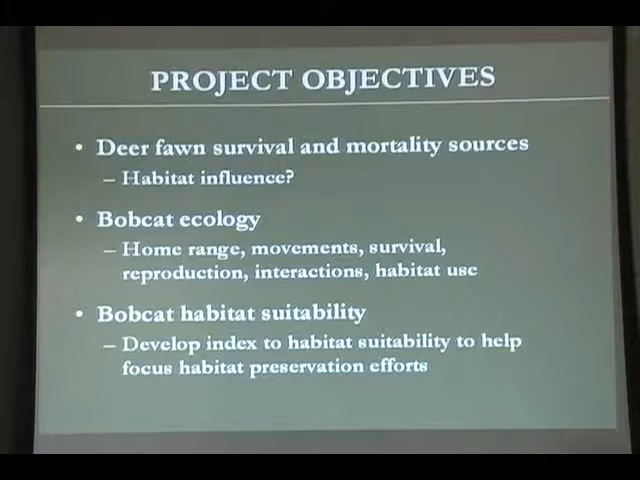 PROJECT OBJECTIVES
• Deer fawn survival and mortality sources
– Habitat influence?
• Bobcat ecology
– Home range, movements, survival,
reproduction, interactions, habitat use
• Bobcat habitat suitability
– Develop index to habitat suitability to help
focus habitat preservation efforts